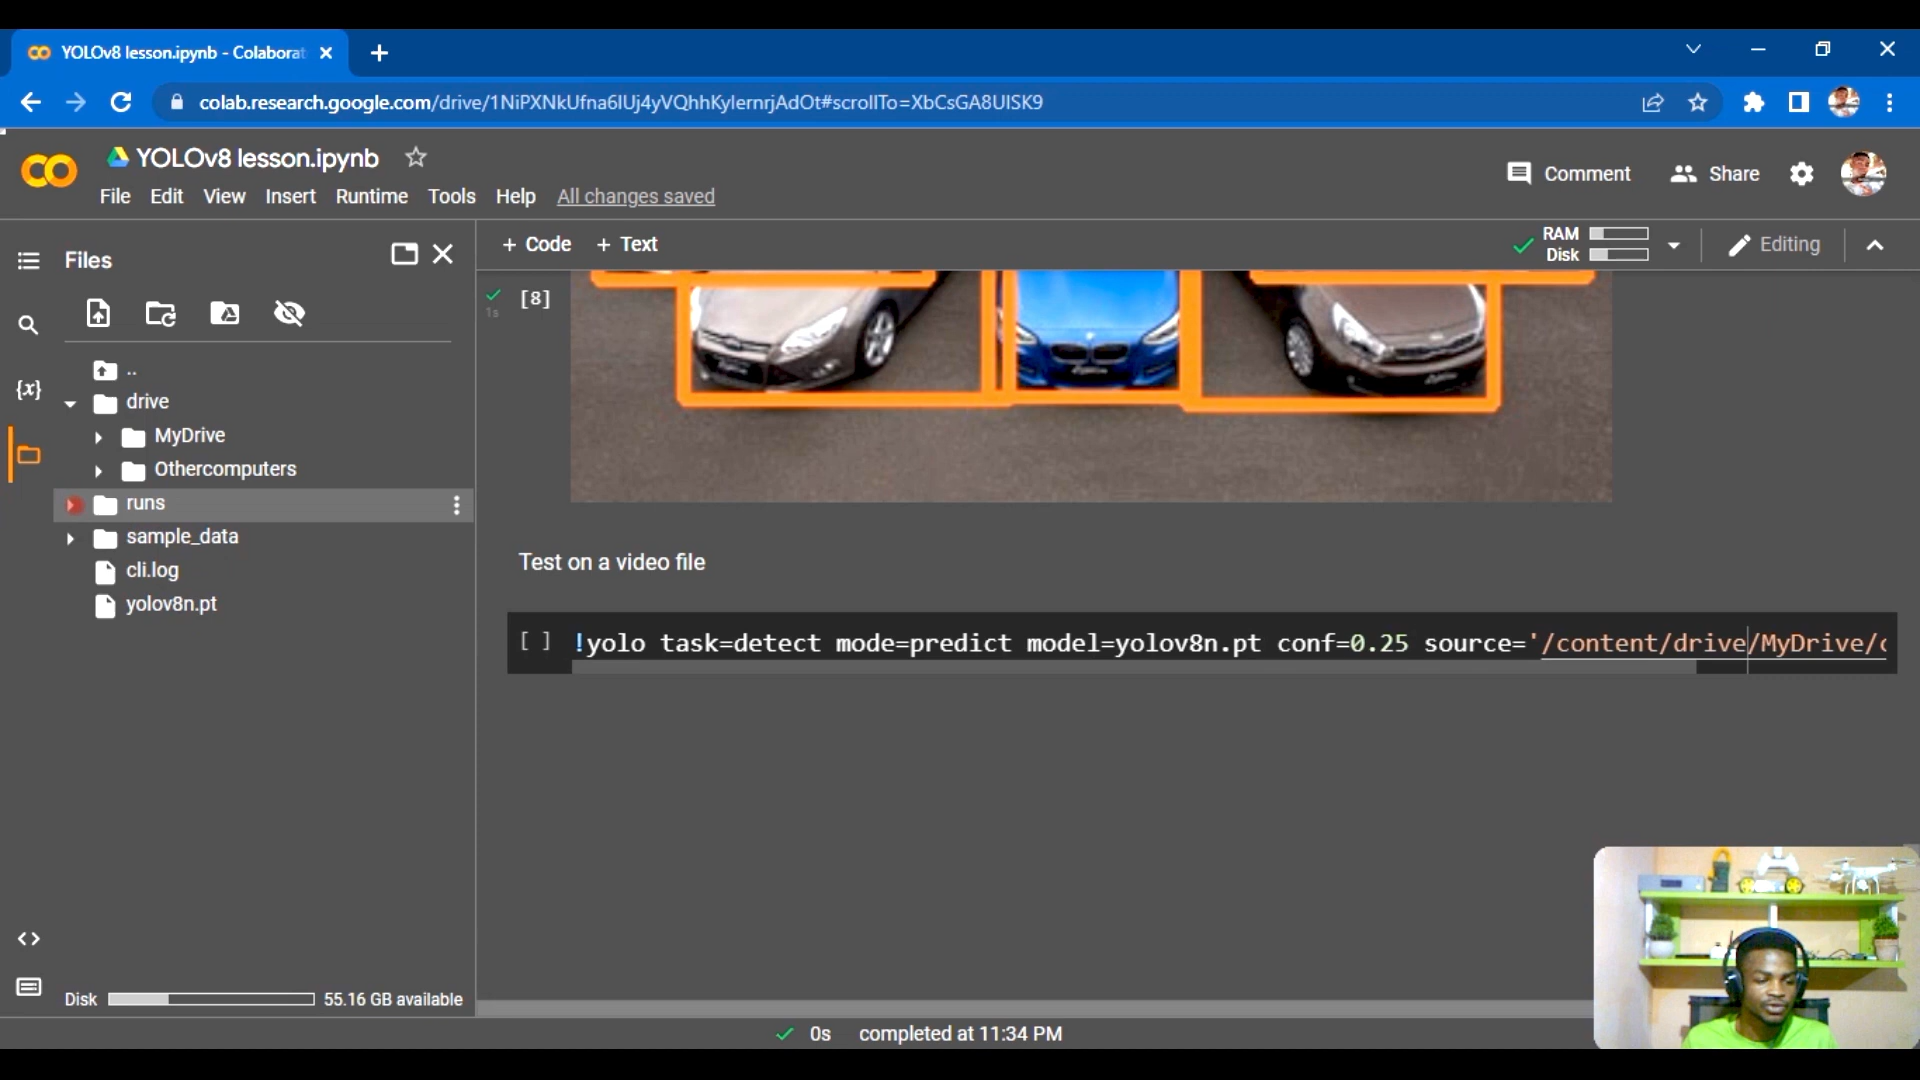 YOLOv8 lesson.ipynb - Colaborat
colab.research.google.com/drive/1NiPXNkUfna6IUj4yVQhhKylernrjAdOt#scrollTo=XbCsGA8UISK9
YOLOv8 lesson.ipynb
File Edit View Insert Runtime Tools Help All changes saved
Comment Share
Files
+ Code + Text
RAM
Disk
Editing
{x}
..
drive
MyDrive
Othercomputers
runs
sample_data
cli.log
yolov8n.pt
Disk 55.16 GB available
[8]
1s
Test on a video file
[ ] !yolo task=detect mode=predict model=yolov8n.pt conf=0.25 source='/content/drive/MyDrive/c
0s completed at 11:34 PM